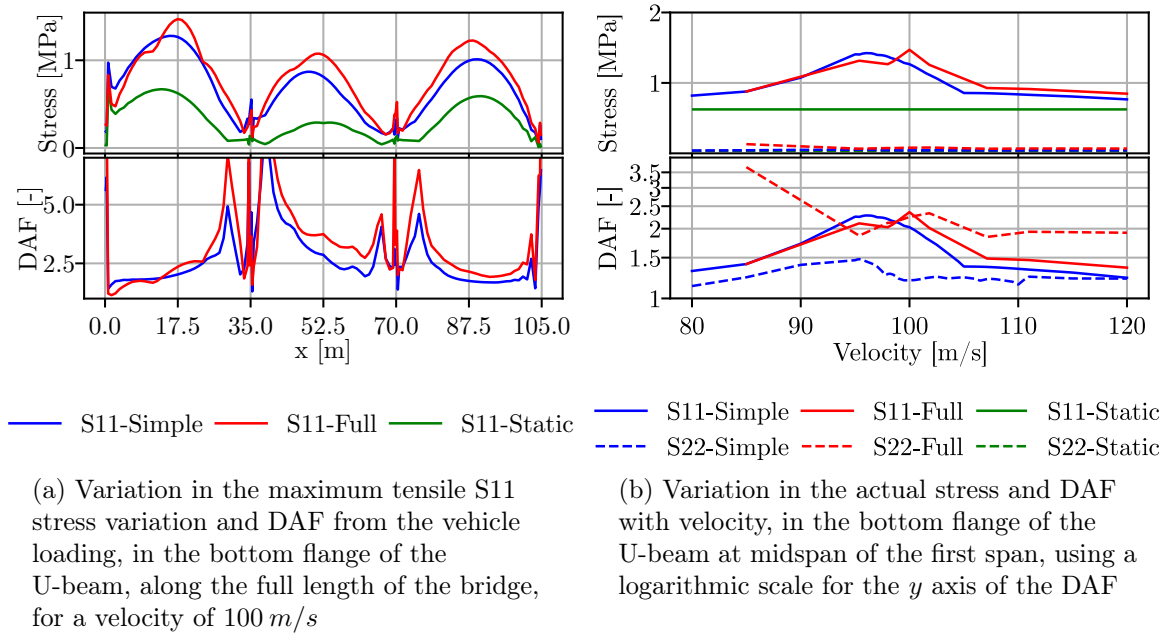 Stress [MPa]
1
0
DAF [-]
5.0
2.5
0.0 17.5 35.0 52.5 70.0 87.5 105.0
x [m]
S11-Simple S11-Full S11-Static
(a) Variation in the maximum tensile S11
stress variation and DAF from the vehicle
loading, in the bottom flange of the
U-beam, along the full length of the bridge,
for a velocity of 100 m/s
Stress [MPa]
2
1
DAF [-]
3.5
3
2.5
2
1.5
1
80 90 100 110 120
Velocity [m/s]
S11-Simple S11-Full S11-Static
S22-Simple S22-Full S22-Static
(b) Variation in the actual stress and DAF
with velocity, in the bottom flange of the
U-beam at midspan of the first span, using a
logarithmic scale for the y axis of the DAF